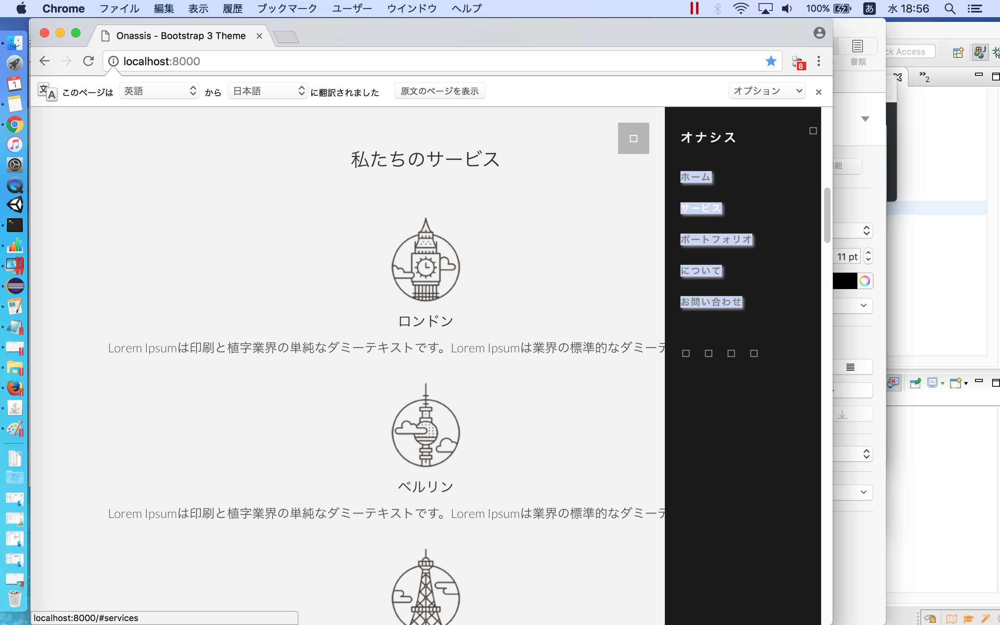 Chrome ファイル 編集 表示 履歴 ブックマーク ユーザー ウインドウ ヘルプ 100% あ 水 18:56
Onassis - Bootstrap 3 Theme
localhost:8000
8
ck Access
書類
2
このページは 英語 から 日本語 に翻訳されました 原文のページを表示 オプション
3月
1
オナシス
私たちのサービス
細
ホーム
サービス
ポートフォリオ
11 pt
について
お問い合わせ
ロンドン
Lorem Ipsumは印刷と植字業界の単純なダミーテキストです。Lorem Ipsumは業界の標準的なダミーテ
ベルリン
Lorem Ipsumは印刷と植字業界の単純なダミーテキストです。Lorem Ipsumは業界の標準的なダミーテ
localhost:8000/#services